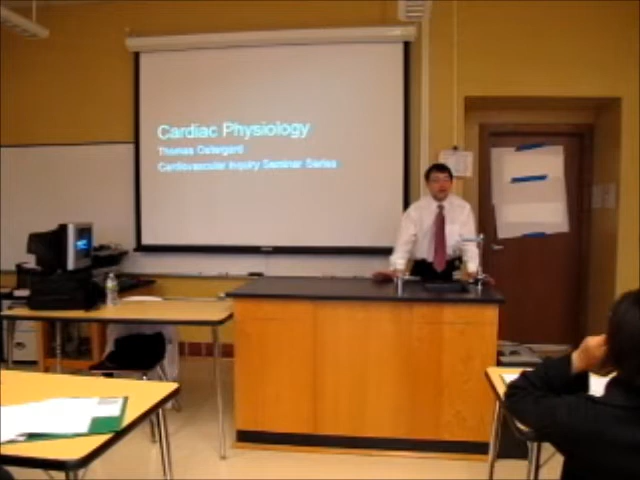 Cardiac Physiology
Thomas Ostergard
Cardiovascular Inquiry Seminar Series